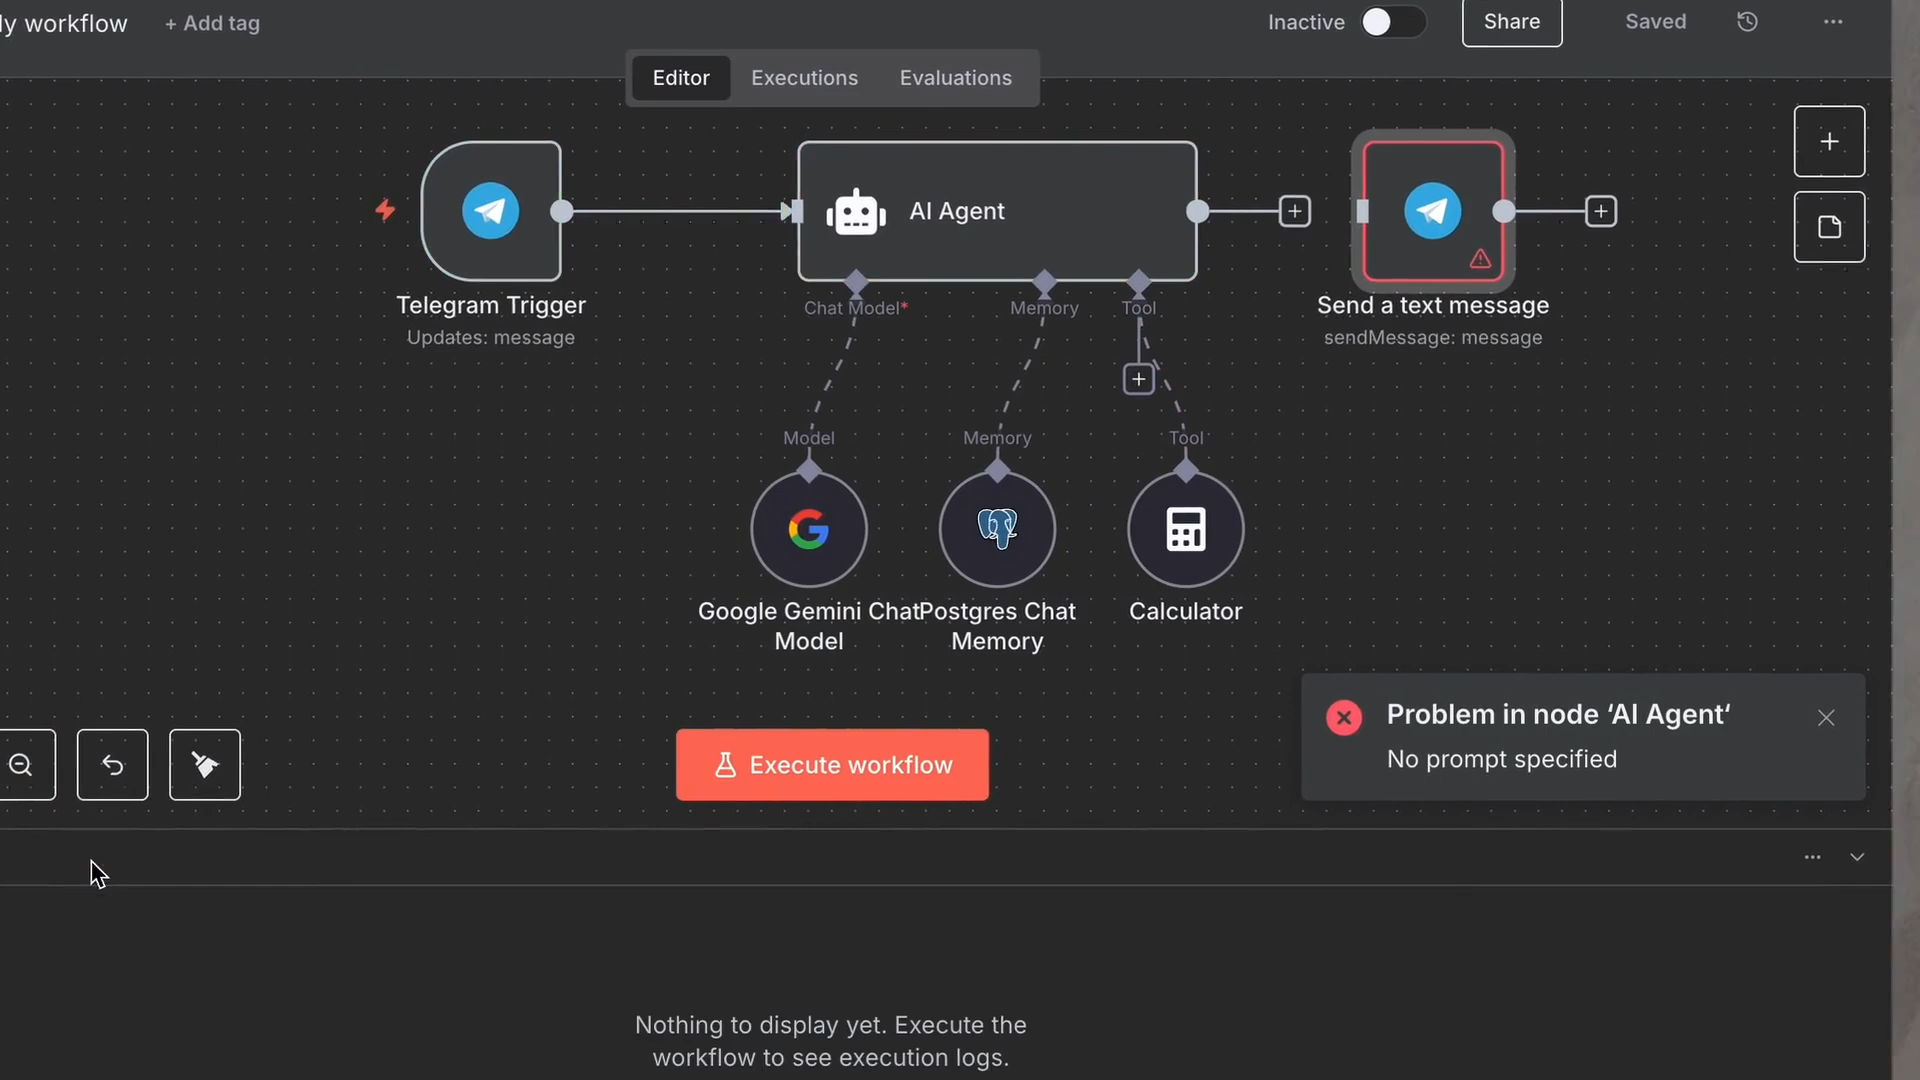 ly workflow
+ Add tag
Inactive
Share
Saved
Editor
Executions
Evaluations
AI Agent
Telegram Trigger
Updates: message
Chat Model*
Memory
Tool
Send a text message
sendMessage: message
Model
Memory
Tool
Google Gemini Chat
Model
Postgres Chat
Memory
Calculator
Execute workflow
Problem in node ‘AI Agent‘
No prompt specified
Nothing to display yet. Execute the
workflow to see execution logs.